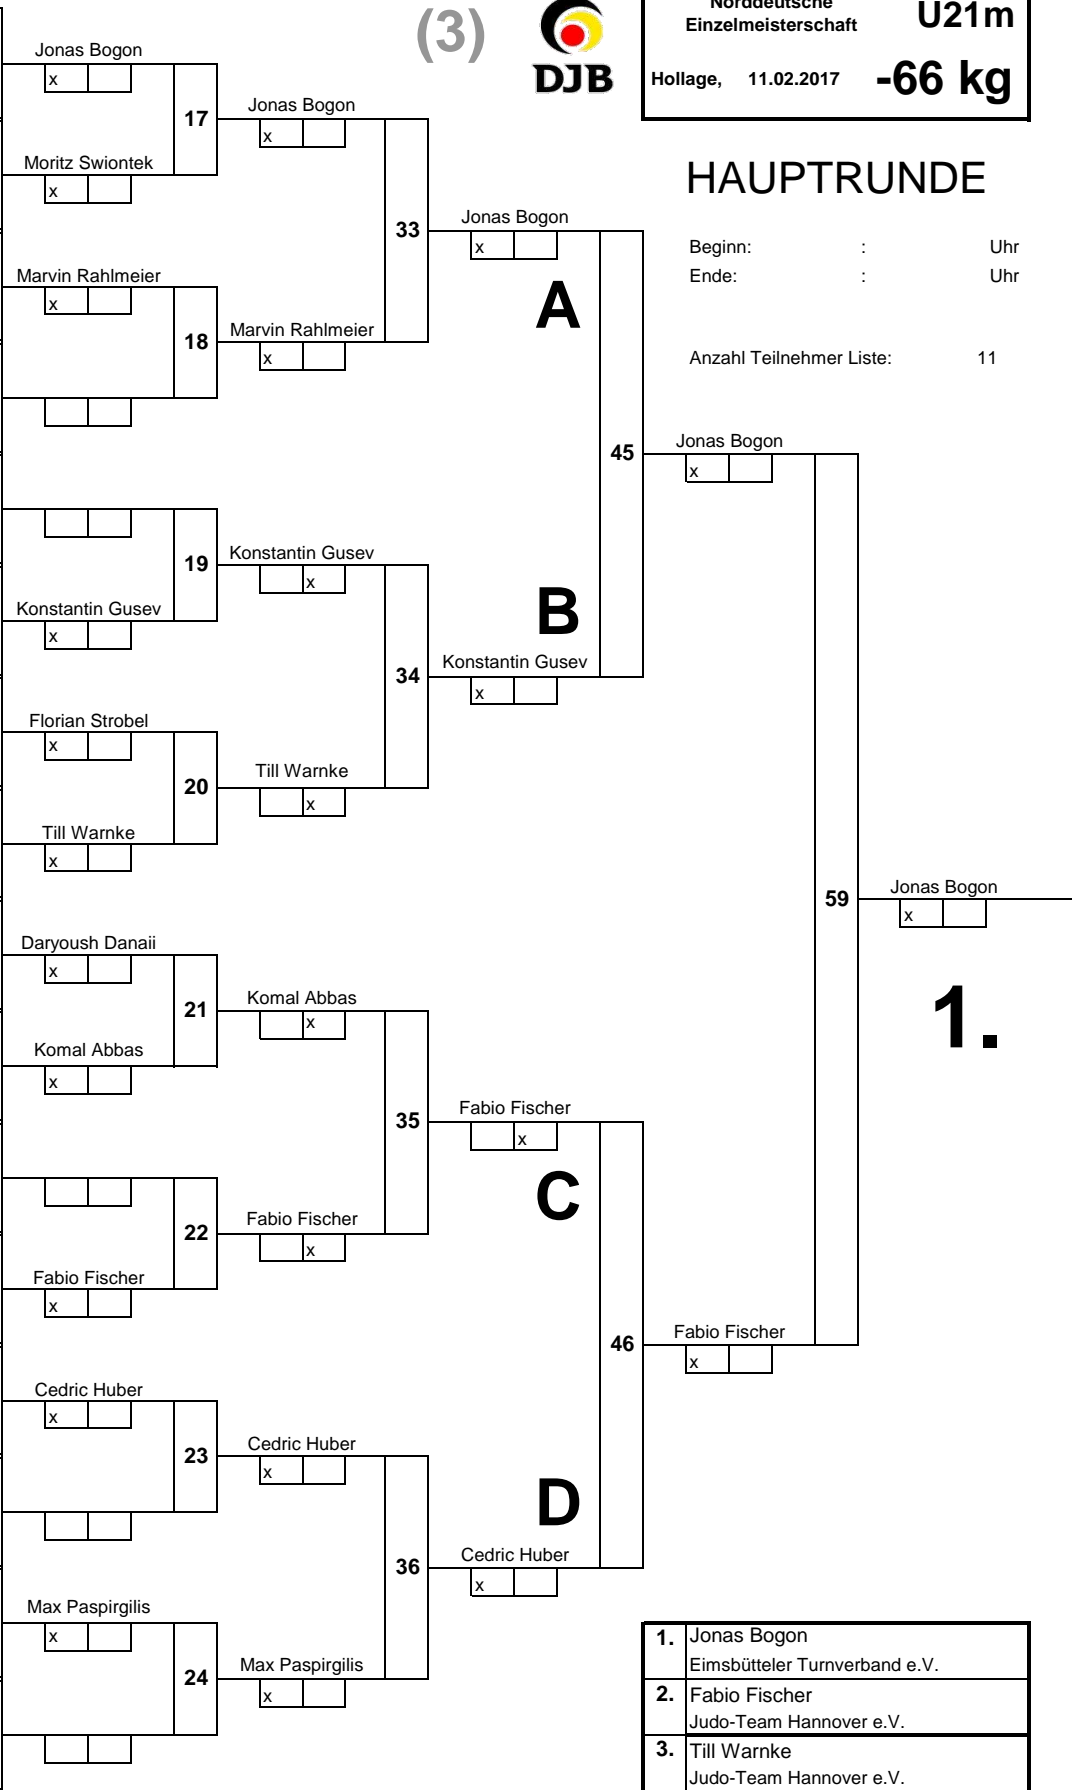 (3)
DJB
Norddeutsche
Einzelmeisterschaft
U21m
Hollage, 11.02.2017
-66 kg
HAUPTRUNDE
Beginn: : Uhr
Ende: : Uhr
Anzahl Teilnehmer Liste: 11
Jonas Bogon
x
17
Moritz Swiontek
x
Marvin Rahlmeier
x
18
19
Konstantin Gusev
x
Florian Strobel
x
20
Till Warnke
x
Daryoush Danaii
x
21
Komal Abbas
x
22
Fabio Fischer
x
Cedric Huber
x
23
Max Paspirgilis
x
24
Jonas Bogon
x
33
Marvin Rahlmeier
x
Konstantin Gusev
x
34
Till Warnke
x
Komal Abbas
x
35
Fabio Fischer
x
Cedric Huber
x
36
Max Paspirgilis
x
Jonas Bogon
x
A
45
B
Konstantin Gusev
x
Fabio Fischer
x
C
46
D
Cedric Huber
x
Jonas Bogon
x
59
Fabio Fischer
x
Jonas Bogon
x
1.
1. Jonas Bogon
Eimsbütteler Turnverband e.V.
2. Fabio Fischer
Judo-Team Hannover e.V.
3. Till Warnke
Judo-Team Hannover e.V.